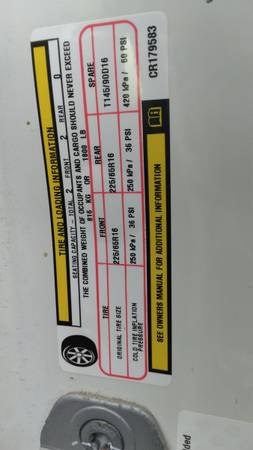 TIRE AND LOADING INFORMATION
SEATING CAPACITY - TOTAL 2 FRONT 2 REAR 0
THE COMBINED WEIGHT OF OCCUPANTS AND CARGO SHOULD NEVER EXCEED
816 KG OR 1800 LB
TIRE FRONT REAR SPARE
ORIGINAL TIRE SIZE 225/65R16 225/65R16 T145/90D16
COLD TIRE INFLATION PRESSURE 250 kPa / 36 PSI 250 kPa / 36 PSI 420 kPa / 60 PSI
SEE OWNERS MANUAL FOR ADDITIONAL INFORMATION
CR179583